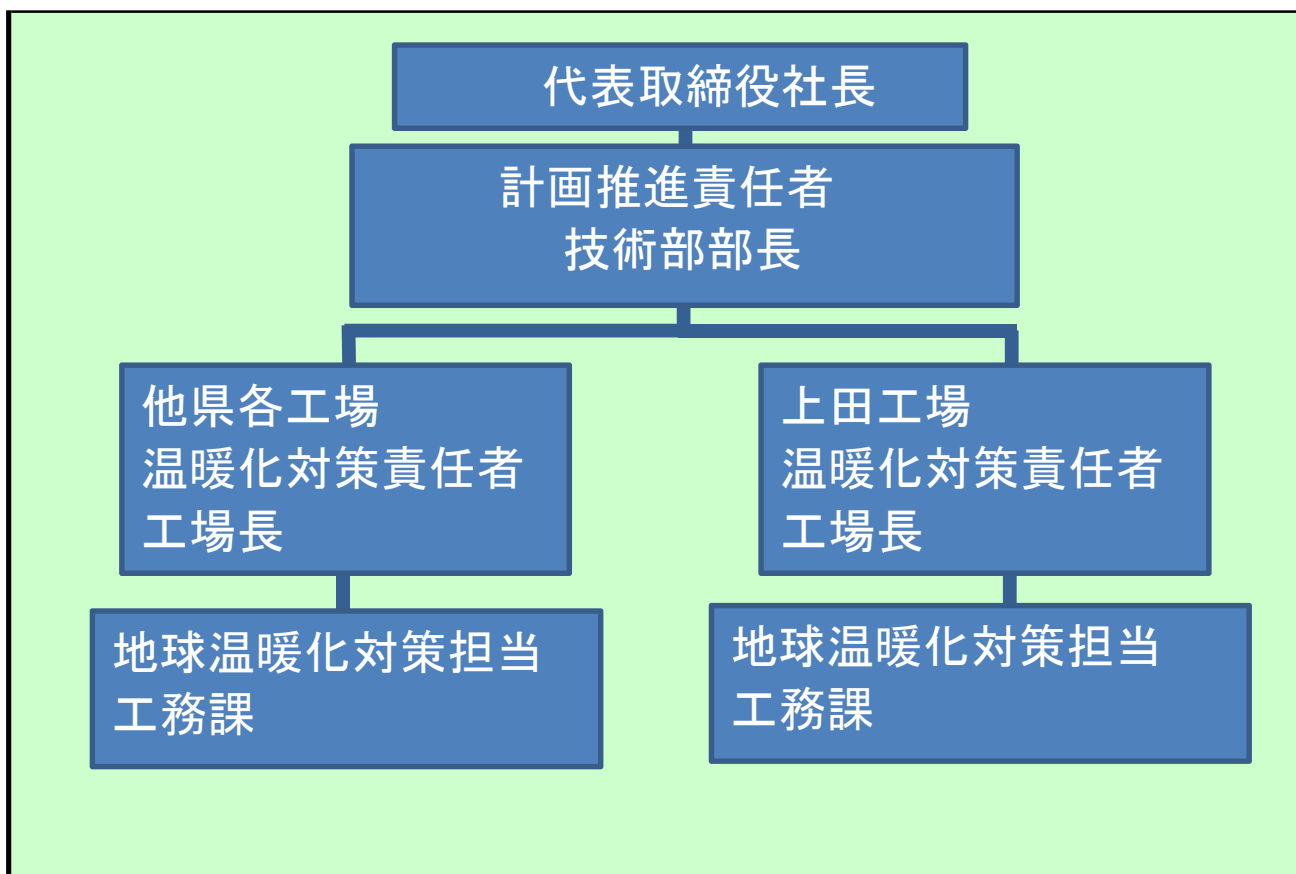 代表取締役社長
計画推進責任者
技術部部長
他県各工場
温暖化対策責任者
工場長
上田工場
温暖化対策責任者
工場長
地球温暖化対策担当
工務課
地球温暖化対策担当
工務課